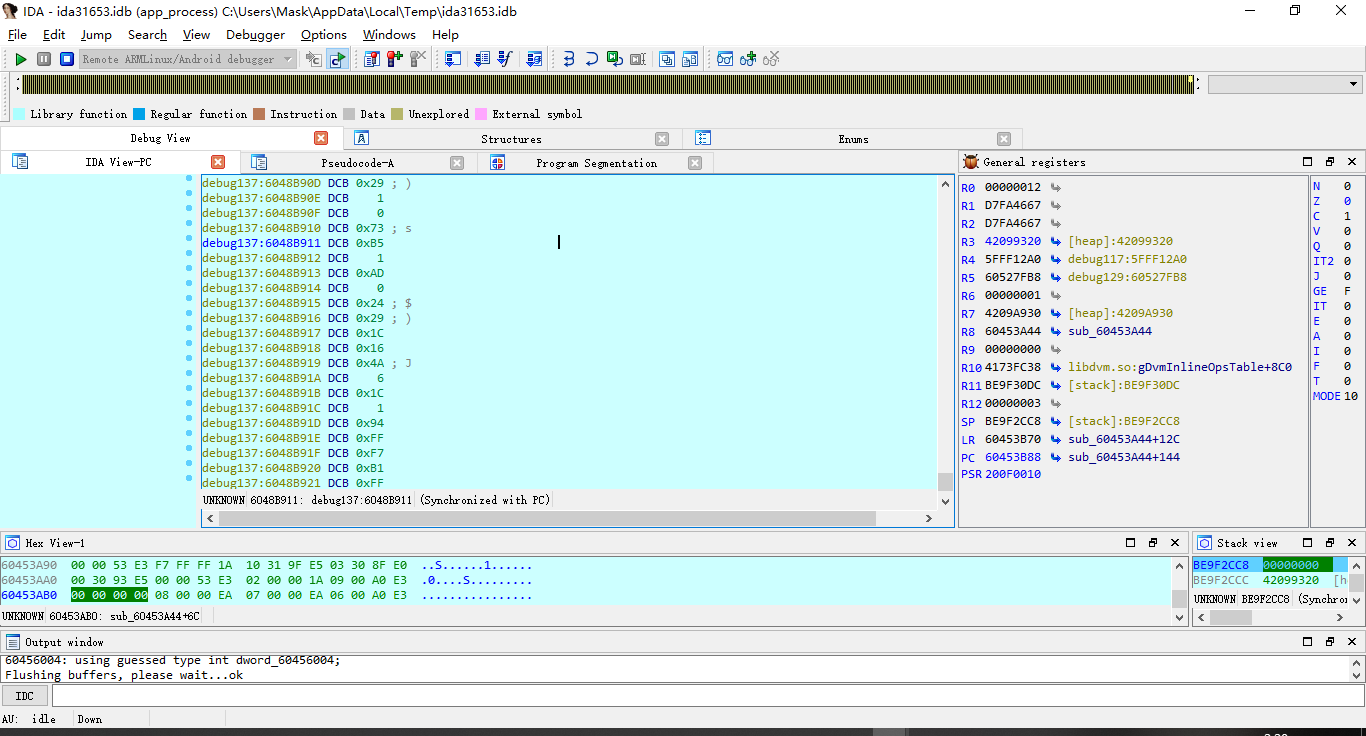 IDA - ida31653.idb (app_process) C:\Users\Mask\AppData\Local\Temp\ida31653.idb
File Edit Jump Search View Debugger Options Windows Help
Remote ARMLinux/Android debugger
Library function Regular function Instruction Data Unexplored External symbol
Debug View Structures Enums
IDA View-PC Pseudocode-A Program Segmentation
debug137:6048B90D DCB 0x29 ; )
debug137:6048B90E DCB 1
debug137:6048B90F DCB 0
debug137:6048B910 DCB 0x73 ; s
debug137:6048B911 DCB 0xB5
debug137:6048B912 DCB 1
debug137:6048B913 DCB 0xAD
debug137:6048B914 DCB 0
debug137:6048B915 DCB 0x24 ; $
debug137:6048B916 DCB 0x29 ; )
debug137:6048B917 DCB 0x1C
debug137:6048B918 DCB 0x16
debug137:6048B919 DCB 0x4A ; J
debug137:6048B91A DCB 6
debug137:6048B91B DCB 0x1C
debug137:6048B91C DCB 1
debug137:6048B91D DCB 0x94
debug137:6048B91E DCB 0xFF
debug137:6048B91F DCB 0xF7
debug137:6048B920 DCB 0xB1
debug137:6048B921 DCB 0xFF
UNKNOWN 6048B911: debug137:6048B911 (Synchronized with PC)
General registers
R0 00000012
R1 D7FA4667
R2 D7FA4667
R3 42099320 [heap]:42099320
R4 5FFF12A0 debug117:5FFF12A0
R5 60527FB8 debug129:60527FB8
R6 00000001
R7 4209A930 [heap]:4209A930
R8 60453A44 sub_60453A44
R9 00000000
R10 4173FC38 libdvm.so:gDvmInlineOpsTable+8C0
R11 BE9F30DC [stack]:BE9F30DC
R12 00000003
SP BE9F2CC8 [stack]:BE9F2CC8
LR 60453B70 sub_60453A44+12C
PC 60453B88 sub_60453A44+144
PSR 200F0010
N 0
Z 0
C 1
V 0
Q 0
IT2 0
J 0
GE F
IT 0
E 0
A 0
I 0
F 0
T 0
MODE 10
Hex View-1
60453A90 00 00 53 E3 F7 FF FF 1A 10 31 9F E5 03 30 8F E0 ..S......1......
60453AA0 00 30 93 E5 00 00 53 E3 02 00 00 1A 09 00 A0 E3 .0....S.........
60453AB0 00 00 00 00 08 00 00 EA 07 00 00 EA 06 00 A0 E3 ................
UNKNOWN 60453AB0: sub_60453A44+6C
Stack view
BE9F2CC8 00000000
BE9F2CCC 42099320 [h
UNKNOWN BE9F2CC8 (Synchro
Output window
60456004: using guessed type int dword_60456004;
Flushing buffers, please wait...ok
IDC
AU: idle Down